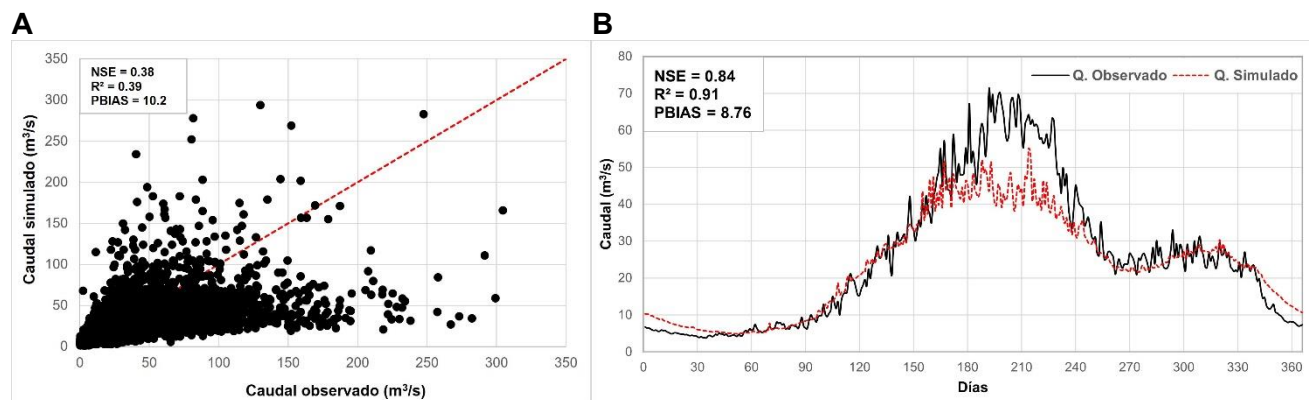 A
350
300
250
200
150
100
50
0
Caudal simulado (m³/s)
NSE = 0.38
R² = 0.39
PBIAS = 10.2
0 50 100 150 200 250 300 350
Caudal observado (m³/s)
B
80
70
60
50
40
30
20
10
0
Caudal (m³/s)
NSE = 0.84
R² = 0.91
PBIAS = 8.76
Q. Observado Q. Simulado
0 30 60 90 120 150 180 210 240 270 300 330 360
Días